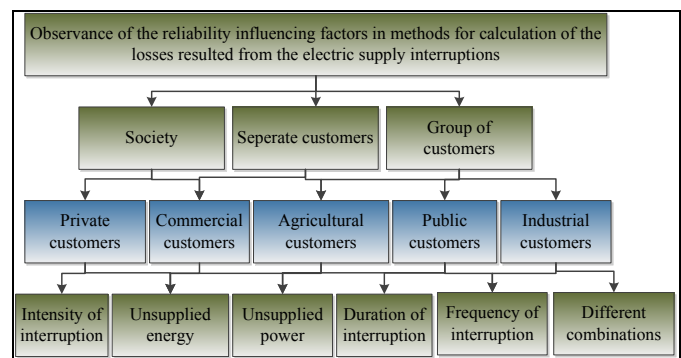 Observance of the reliability influencing factors in methods for calculation of the
losses resulted from the electric supply interruptions
Society
Seperate customers
Group of
customers
Private
customers
Commercial
customers
Agricultural
customers
Public
customers
Industrial
customers
Intensity of
interruption
Unsupplied
energy
Unsupplied
power
Duration of
interruption
Frequency of
interruption
Different
combinations